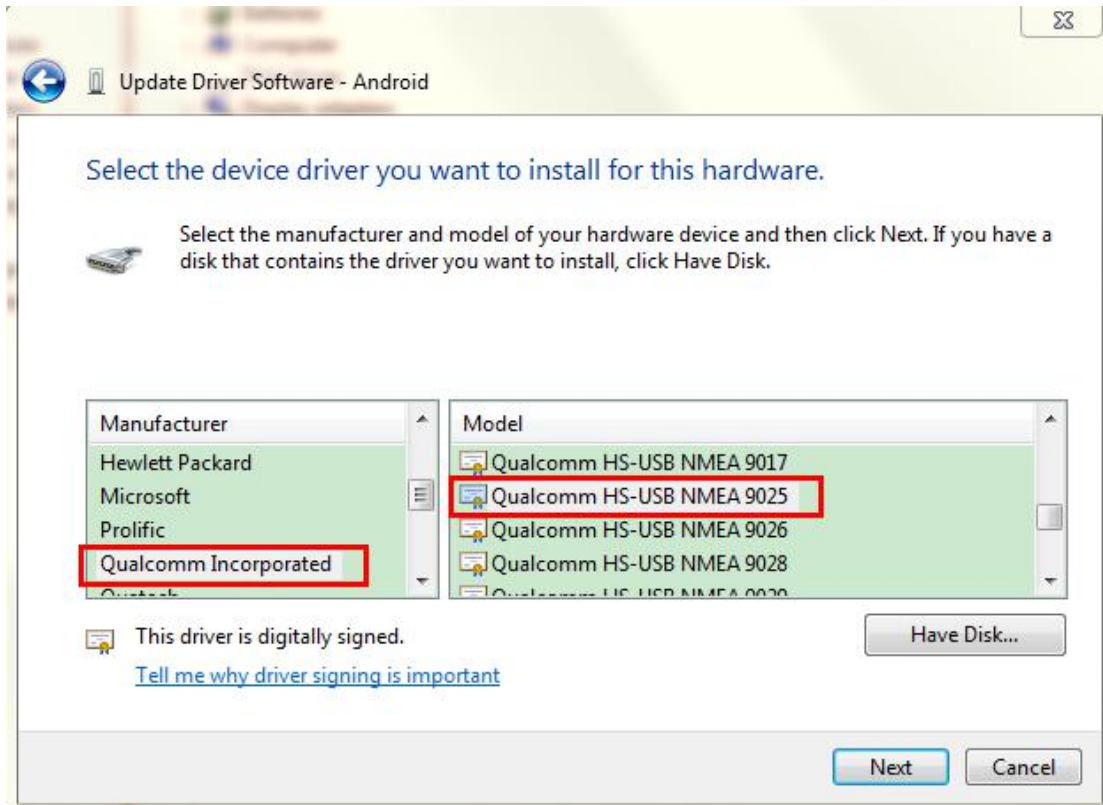 Update Driver Software - Android
Select the device driver you want to install for this hardware.
Select the manufacturer and model of your hardware device and then click Next. If you have a
disk that contains the driver you want to install, click Have Disk.
Manufacturer
Hewlett Packard
Microsoft
Prolific
Qualcomm Incorporated
Model
Qualcomm HS-USB NMEA 9017
Qualcomm HS-USB NMEA 9025
Qualcomm HS-USB NMEA 9026
Qualcomm HS-USB NMEA 9028
This driver is digitally signed.
Have Disk...
Tell me why driver signing is important
Next
Cancel